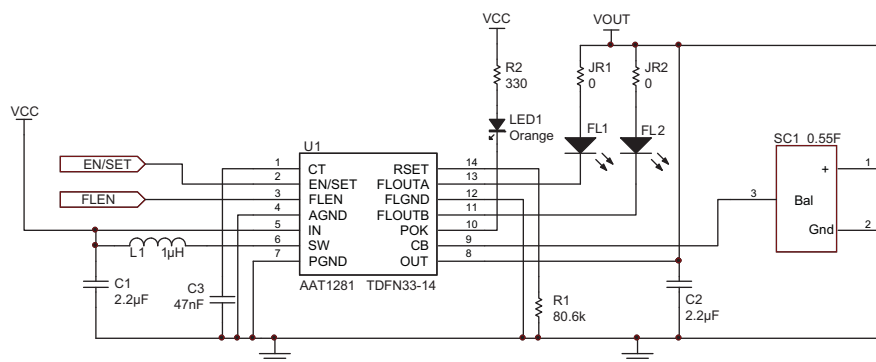 VCC
VOUT
R2
330
JR1
0
JR2
0
VCC
LED1
Orange
FL1
FL2
SC1 0.55F
U1
EN/SET
FLEN
1
2
3
4
5
6
7
CT
EN/SET
FLEN
AGND
IN
SW
PGND
RSET
FLOUTA
FLGND
FLOUTB
POK
CB
OUT
14
13
12
11
10
9
8
+
Bal
Gnd
1
3
2
L1 1µH
C1
2.2µF
C3
47nF
AAT1281 TDFN33-14
R1
80.6k
C2
2.2µF